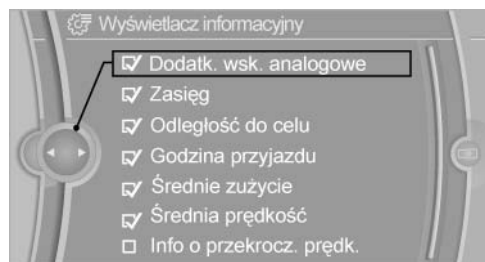 Wyświetlacz informacyjny
Dodatk. wsk. analogowe
Zasięg
Odległość do celu
Godzina przyjazdu
Średnie zużycie
Średnia prędkość
Info o przekrocz. prędk.